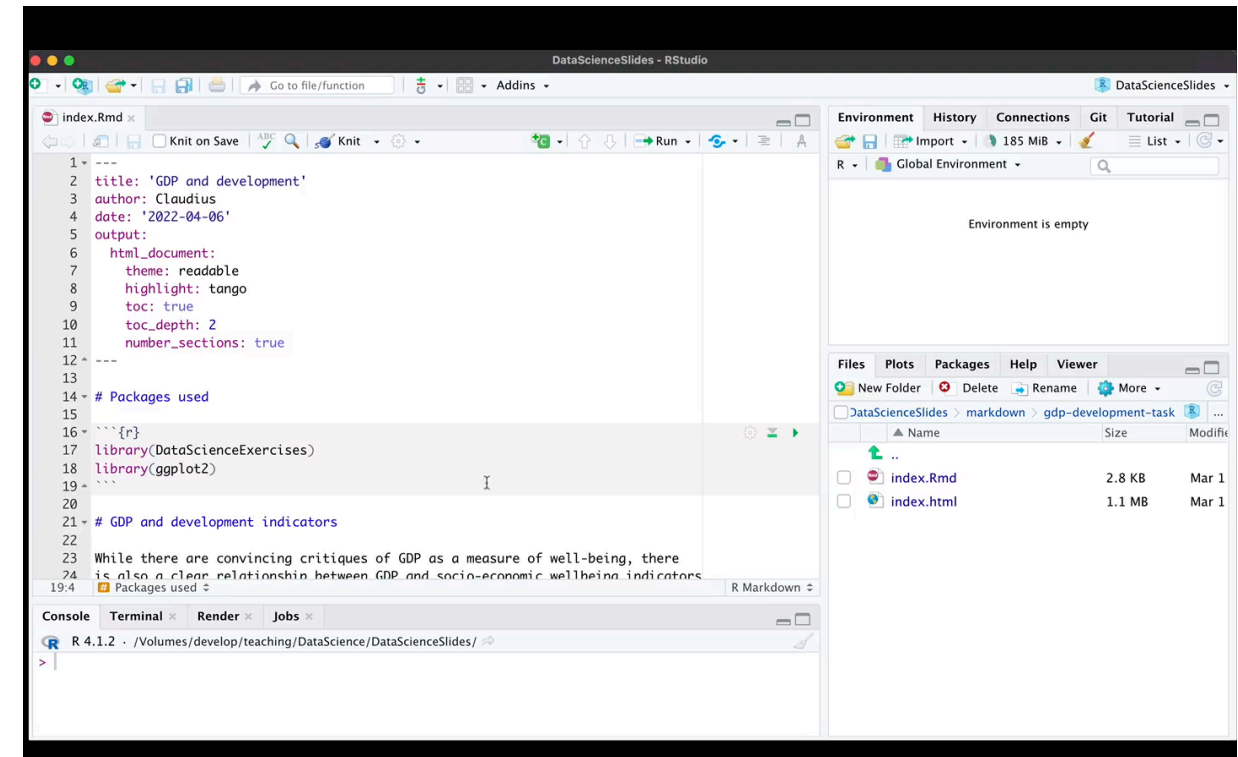 DataScienceSlides - RStudio
Go to file/function
Addins
DataScienceSlides
index.Rmd
Knit on Save
ABC
Knit
Run
1 ---
2 title: 'GDP and development'
3 author: Claudius
4 date: '2022-04-06'
5 output:
6 html_document:
7 theme: readable
8 highlight: tango
9 toc: true
10 toc_depth: 2
11 number_sections: true
12 ---
13
14 # Packages used
15
16 ```{r}
17 library(DataScienceExercises)
18 library(ggplot2)
19 ```
20
21 # GDP and development indicators
22
23 While there are convincing critiques of GDP as a measure of well-being, there
24 is also a clear relationship between GDP and socio-economic wellbeing indicators
19:4 # Packages used R Markdown
Console Terminal Render Jobs
R R 4.1.2 · /Volumes/develop/teaching/DataScience/DataScienceSlides/
>
Environment History Connections Git Tutorial
Import 185 MiB List
R Global Environment
Environment is empty
Files Plots Packages Help Viewer
New Folder Delete Rename More
DataScienceSlides > markdown > gdp-development-task ...
Name Size Modifie
..
index.Rmd 2.8 KB Mar 1
index.html 1.1 MB Mar 1